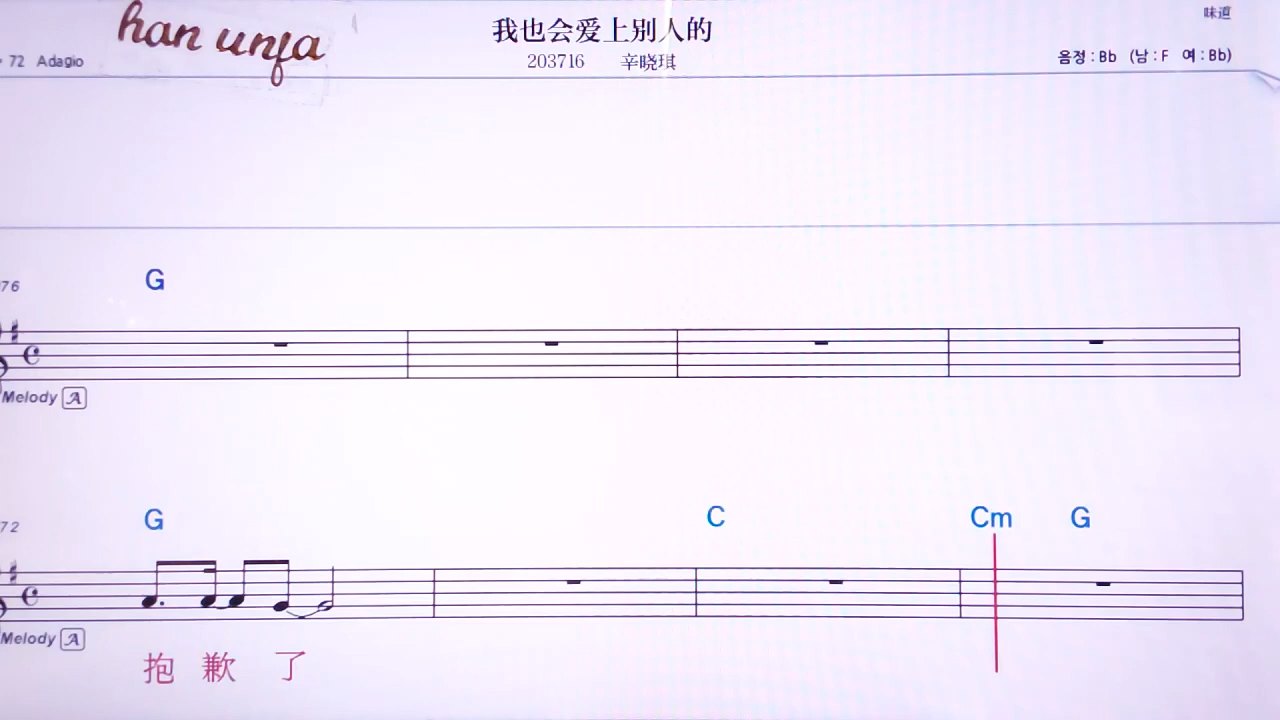 han unfa
我也会爱上别人的
味道
72 Adagio
203716 辛晓琪
음정 : Bb (남 : F 여 : Bb)
G
76
Melody A
G C Cm G
72
Melody A
抱 歉 了